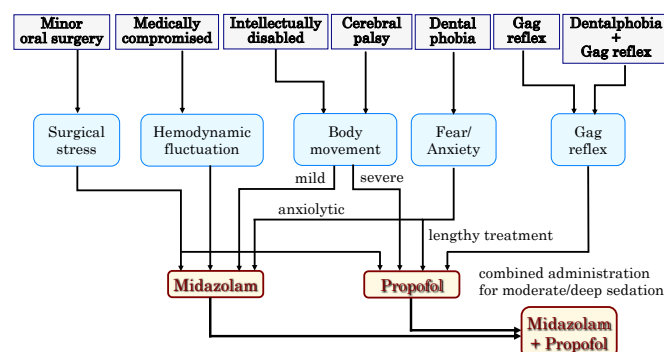 Minor
oral surgery
Medically
compromised
Intellectually
disabled
Cerebral
palsy
Dental
phobia
Gag
reflex
Dentalphobia
+
Gag reflex
Surgical
stress
Hemodynamic
fluctuation
Body
movement
Fear/
Anxiety
Gag
reflex
mild
severe
anxiolytic
lengthy treatment
Midazolam
Propofol
combined administration
for moderate/deep sedation
Midazolam
+ Propofol